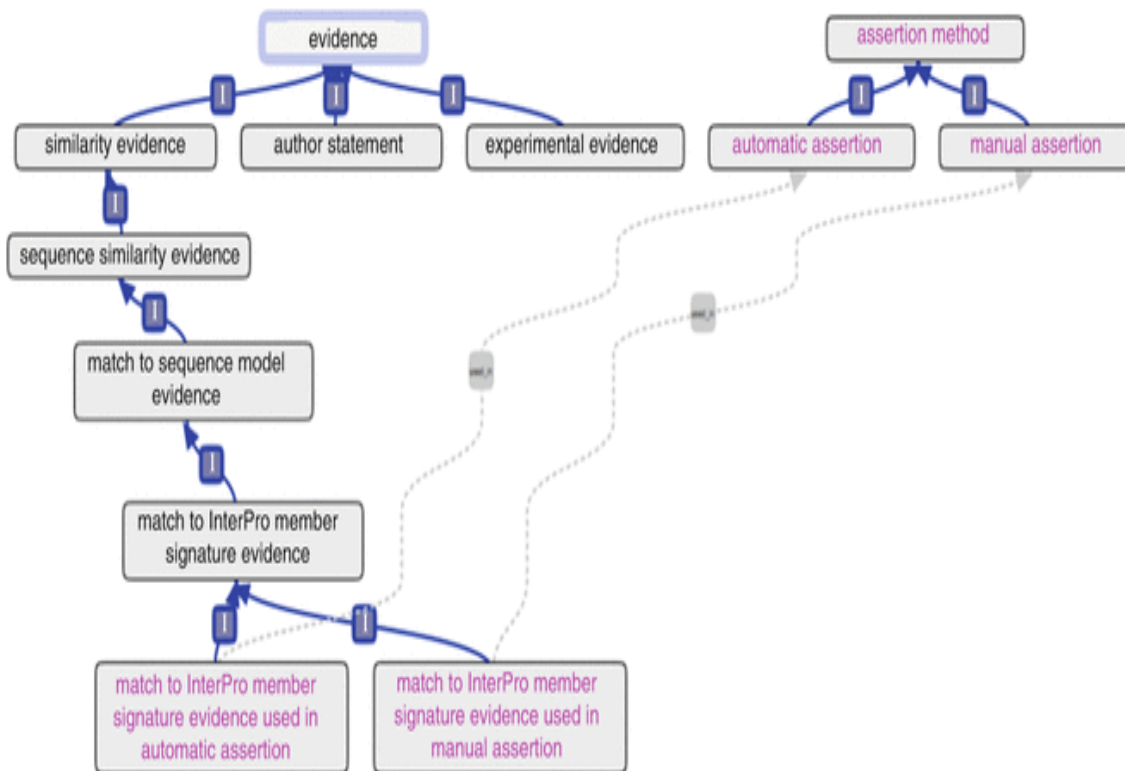 evidence
assertion method
I
I
I
I
I
similarity evidence
author statement
experimental evidence
automatic assertion
manual assertion
I
sequence similarity evidence
I
match to sequence model
evidence
I
match to InterPro member
signature evidence
I
I
match to InterPro member
signature evidence used in
automatic assertion
match to InterPro member
signature evidence used in
manual assertion